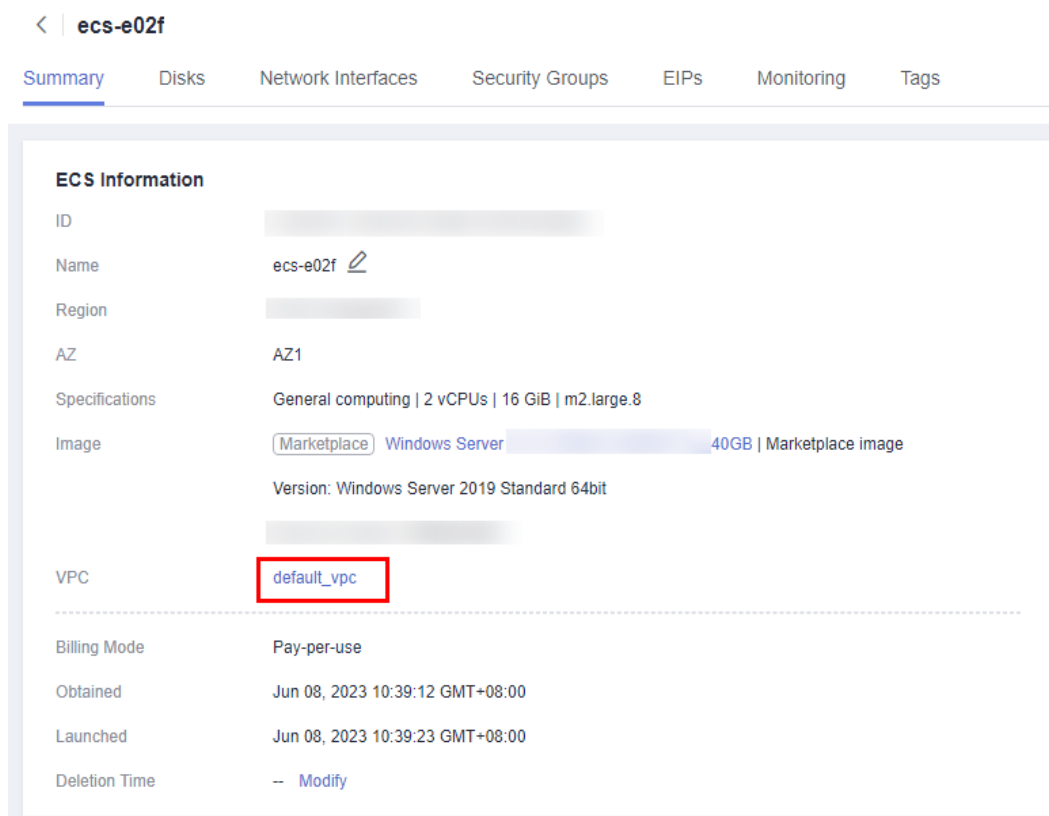 ecs-e02f
Summary Disks Network Interfaces Security Groups EIPs Monitoring Tags
ECS Information
ID
Name ecs-e02f
Region
AZ AZ1
Specifications General computing | 2 vCPUs | 16 GiB | m2.large.8
Image Marketplace Windows Server 40GB | Marketplace image
Version: Windows Server 2019 Standard 64bit
VPC default_vpc
Billing Mode Pay-per-use
Obtained Jun 08, 2023 10:39:12 GMT+08:00
Launched Jun 08, 2023 10:39:23 GMT+08:00
Deletion Time -- Modify